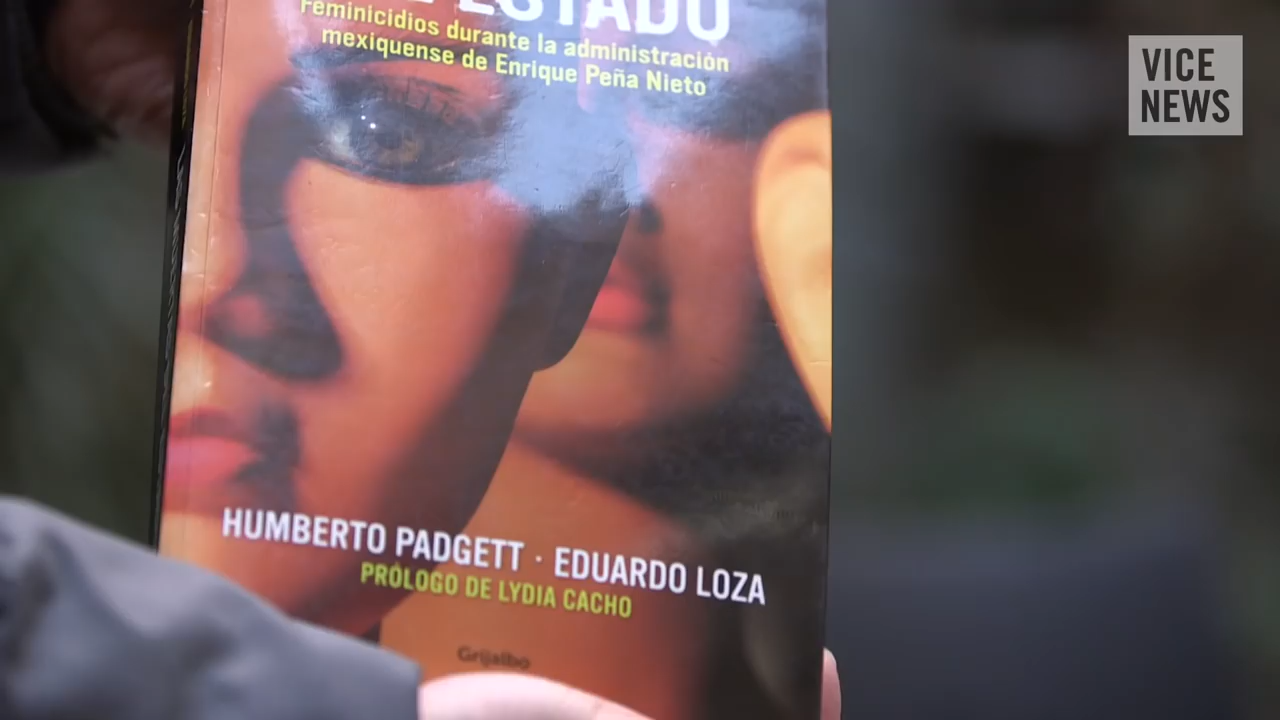 ESTADO
Feminicidios durante la administración
mexiquense de Enrique Peña Nieto
VICE
NEWS
HUMBERTO PADGETT · EDUARDO LOZA
PRÓLOGO DE LYDIA CACHO
Grijalbo